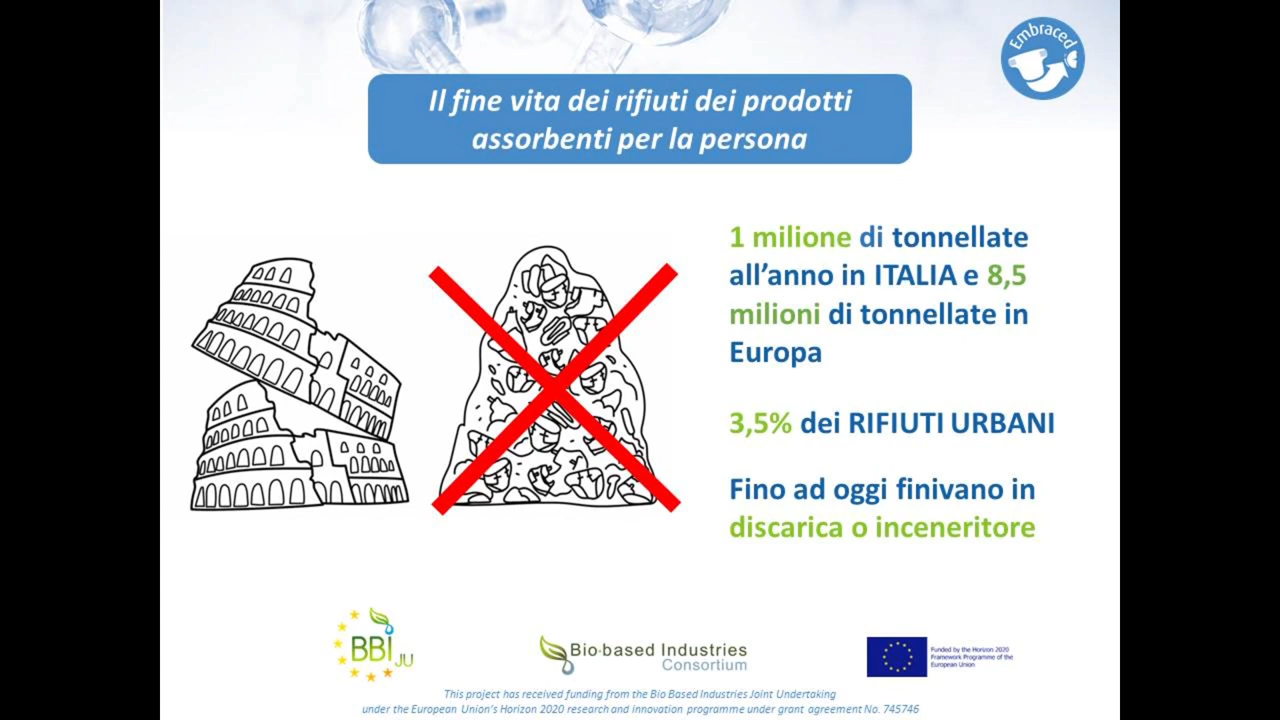 Embraced
Il fine vita dei rifiuti dei prodotti
assorbenti per la persona
1 milione di tonnellate
all’anno in ITALIA e 8,5
milioni di tonnellate in
Europa
3,5% dei RIFIUTI URBANI
Fino ad oggi finivano in
discarica o inceneritore
BBI JU
Bio-based Industries
Consortium
Funded by the Horizon 2020
Framework Programme of the
European Union
This project has received funding from the Bio Based Industries Joint Undertaking
under the European Union's Horizon 2020 research and innovation programme under grant agreement No. 745746